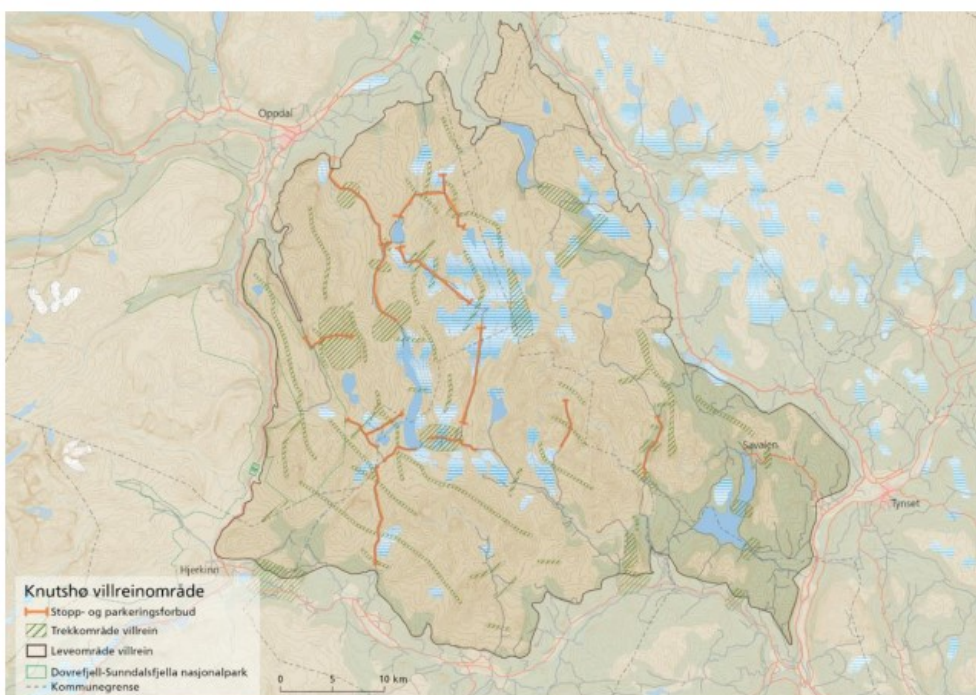 Oppdal
Savalen
Tynset
Hjerkinn
Knutshø villreinområde
Stopp- og parkeringsforbud
Trekkområde villrein
Leveområde villrein
Dovrefjell-Sunndalsfjella nasjonalpark
Kommunegrense
0 5 10 km